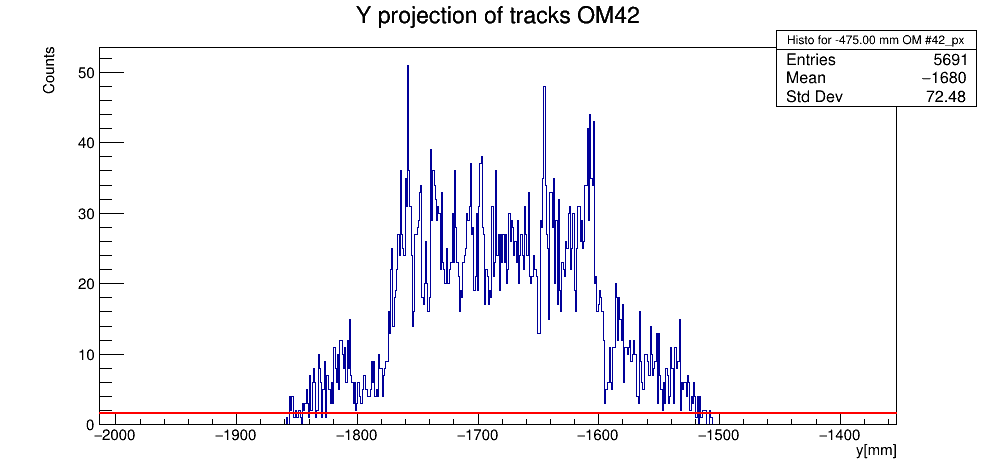 Y projection of tracks OM42
Histo for -475.00 mm OM #42_px
Entries 5691
Mean −1680
Std Dev 72.48
Counts
50
40
30
20
10
0
−2000 −1900 −1800 −1700 −1600 −1500 −1400
y[mm]